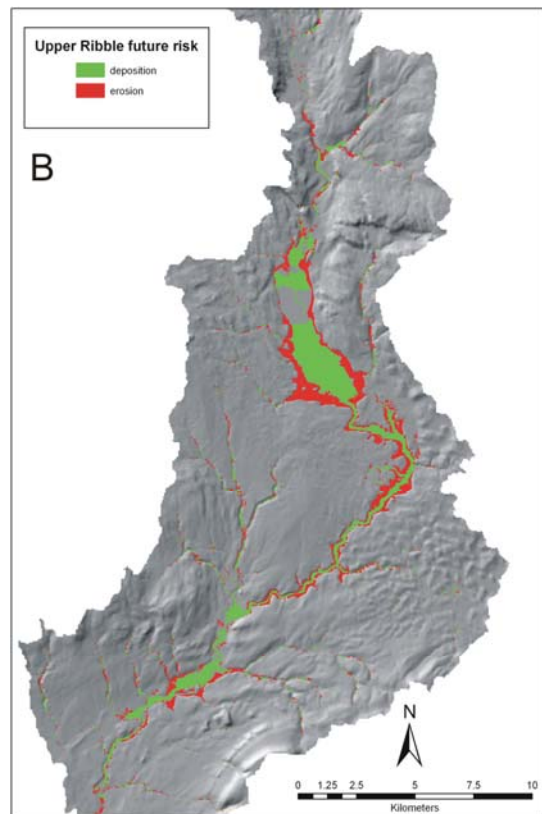 Upper Ribble future risk
deposition
erosion
B
N
0 1.25 2.5 5 7.5 10
Kilometers